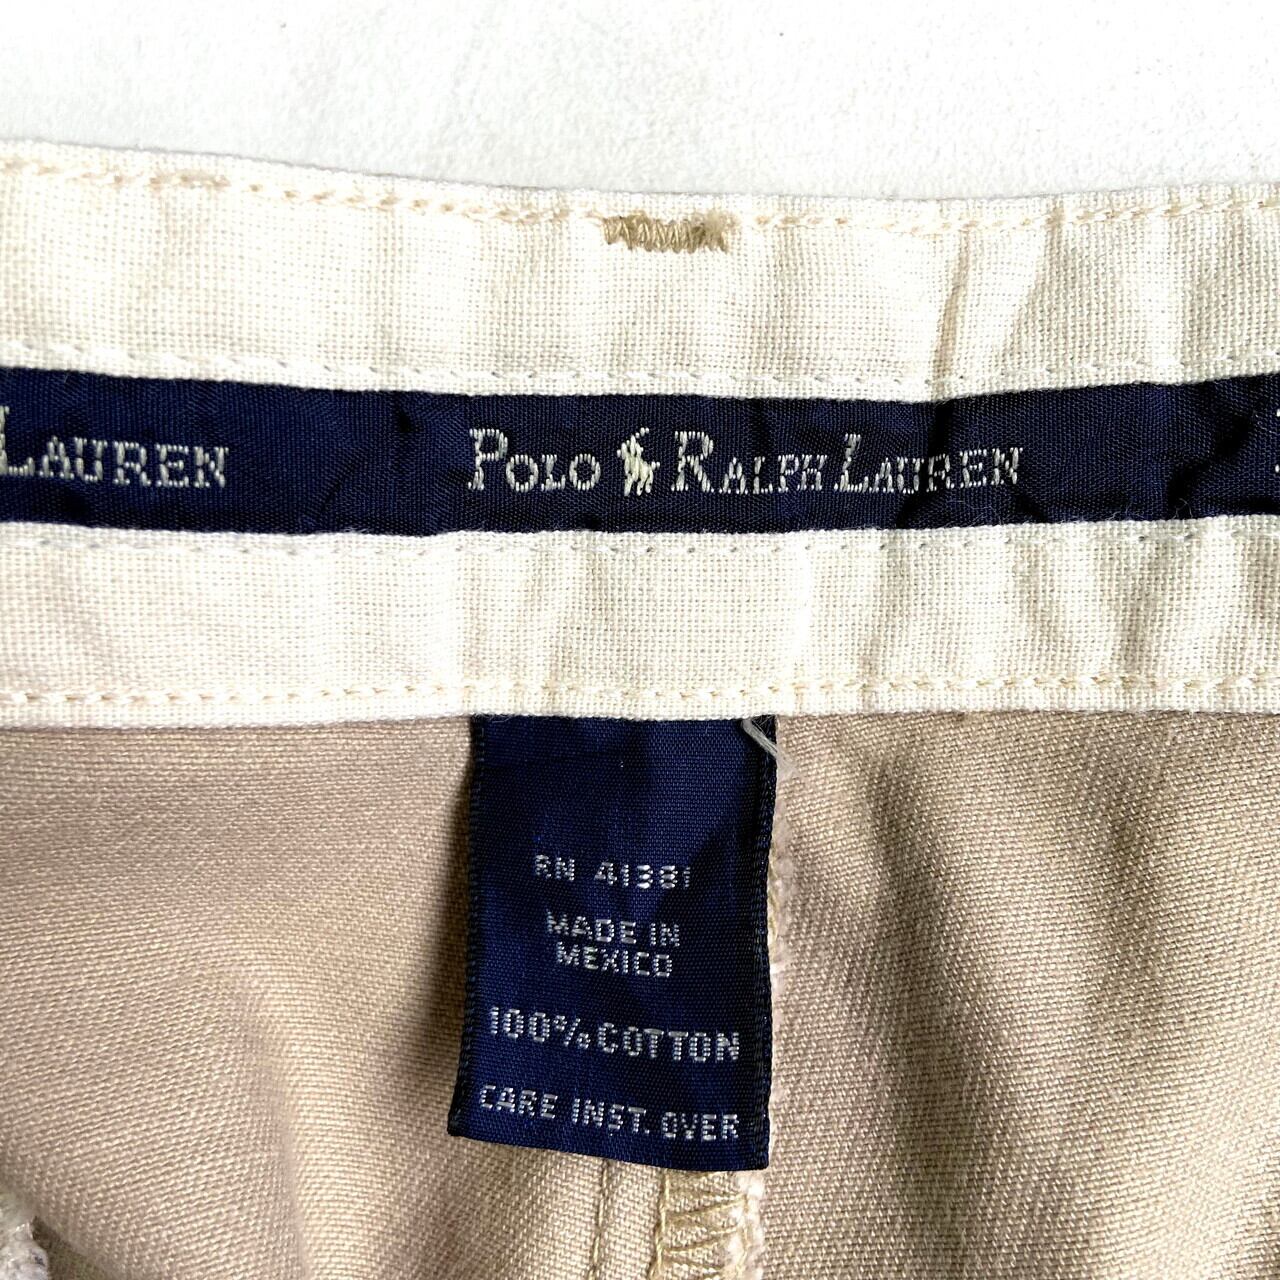 LAUREN POLO RALPH LAUREN
RN 41381
MADE IN
MEXICO
100% COTTON
CARE INST. OVER